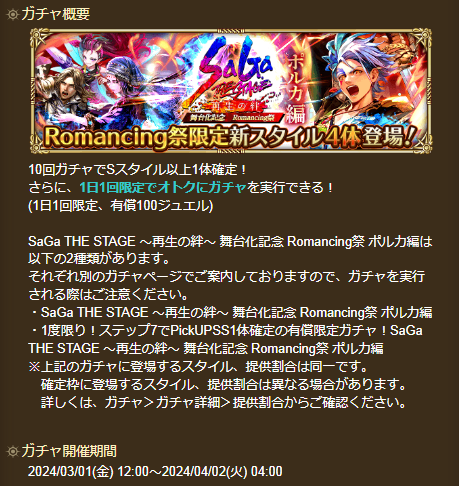 ガチャ概要
SaGa
THE STAGE
再生の絆
舞台化記念 Romancing祭
ポルカ編
Romancing祭限定新スタイル4体登場！
10回ガチャでSスタイル以上1体確定！
さらに、1日1回限定でオトクにガチャを実行できる！
(1日1回限定、有償100ジュエル)
SaGa THE STAGE ～再生の絆～ 舞台化記念 Romancing祭 ポルカ編は
以下の2種類があります。
それぞれ別のガチャページでご案内しておりますので、ガチャを実行
される際はご注意ください。
・SaGa THE STAGE ～再生の絆～ 舞台化記念 Romancing祭 ポルカ編
・1度限り！ステップ7でPickUPSS1体確定の有償限定ガチャ！SaGa
THE STAGE ～再生の絆～ 舞台化記念 Romancing祭 ポルカ編
※上記のガチャに登場するスタイル、提供割合は同一です。
確定枠に登場するスタイル、提供割合は異なる場合があります。
詳しくは、ガチャ＞ガチャ詳細＞提供割合からご確認ください。
ガチャ開催期間
2024/03/01(金) 12:00～2024/04/02(火) 04:00